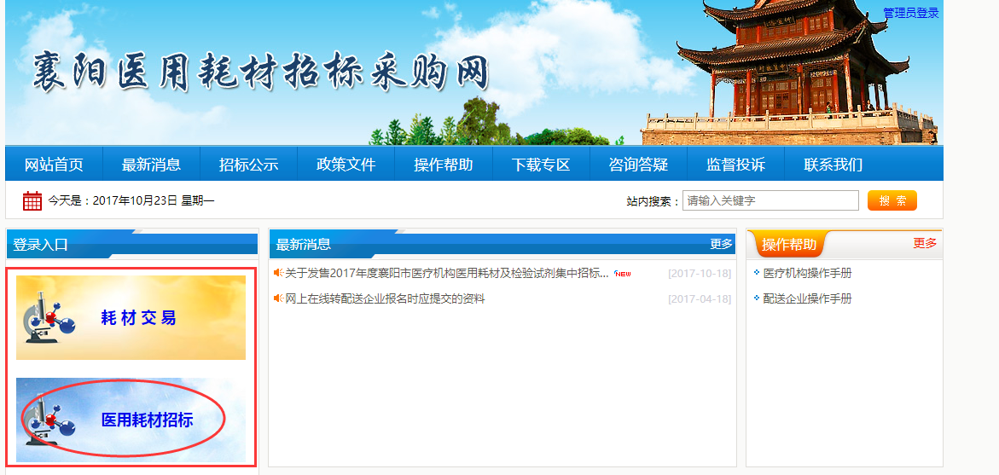 管理员登录
襄阳医用耗材招标采购网
网站首页 最新消息 招标公示 政策文件 操作帮助 下载专区 咨询答疑 监督投诉 联系我们
今天是：2017年10月23日 星期一 站内搜索： 请输入关键字 搜 索
登录入口
耗 材 交 易
医用耗材招标
最新消息 更多
关于发售2017年度襄阳市医疗机构医用耗材及检验试剂集中招标... NEW [2017-10-18]
网上在线转配送企业报名时应提交的资料 [2017-04-18]
操作帮助 更多
医疗机构操作手册
配送企业操作手册